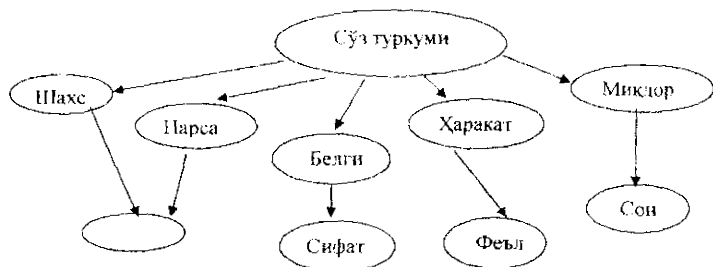 Сўз туркуми
Шахс
Нарса
Белги
Ҳаракат
Миқдор
Сифат
Феъл
Сон